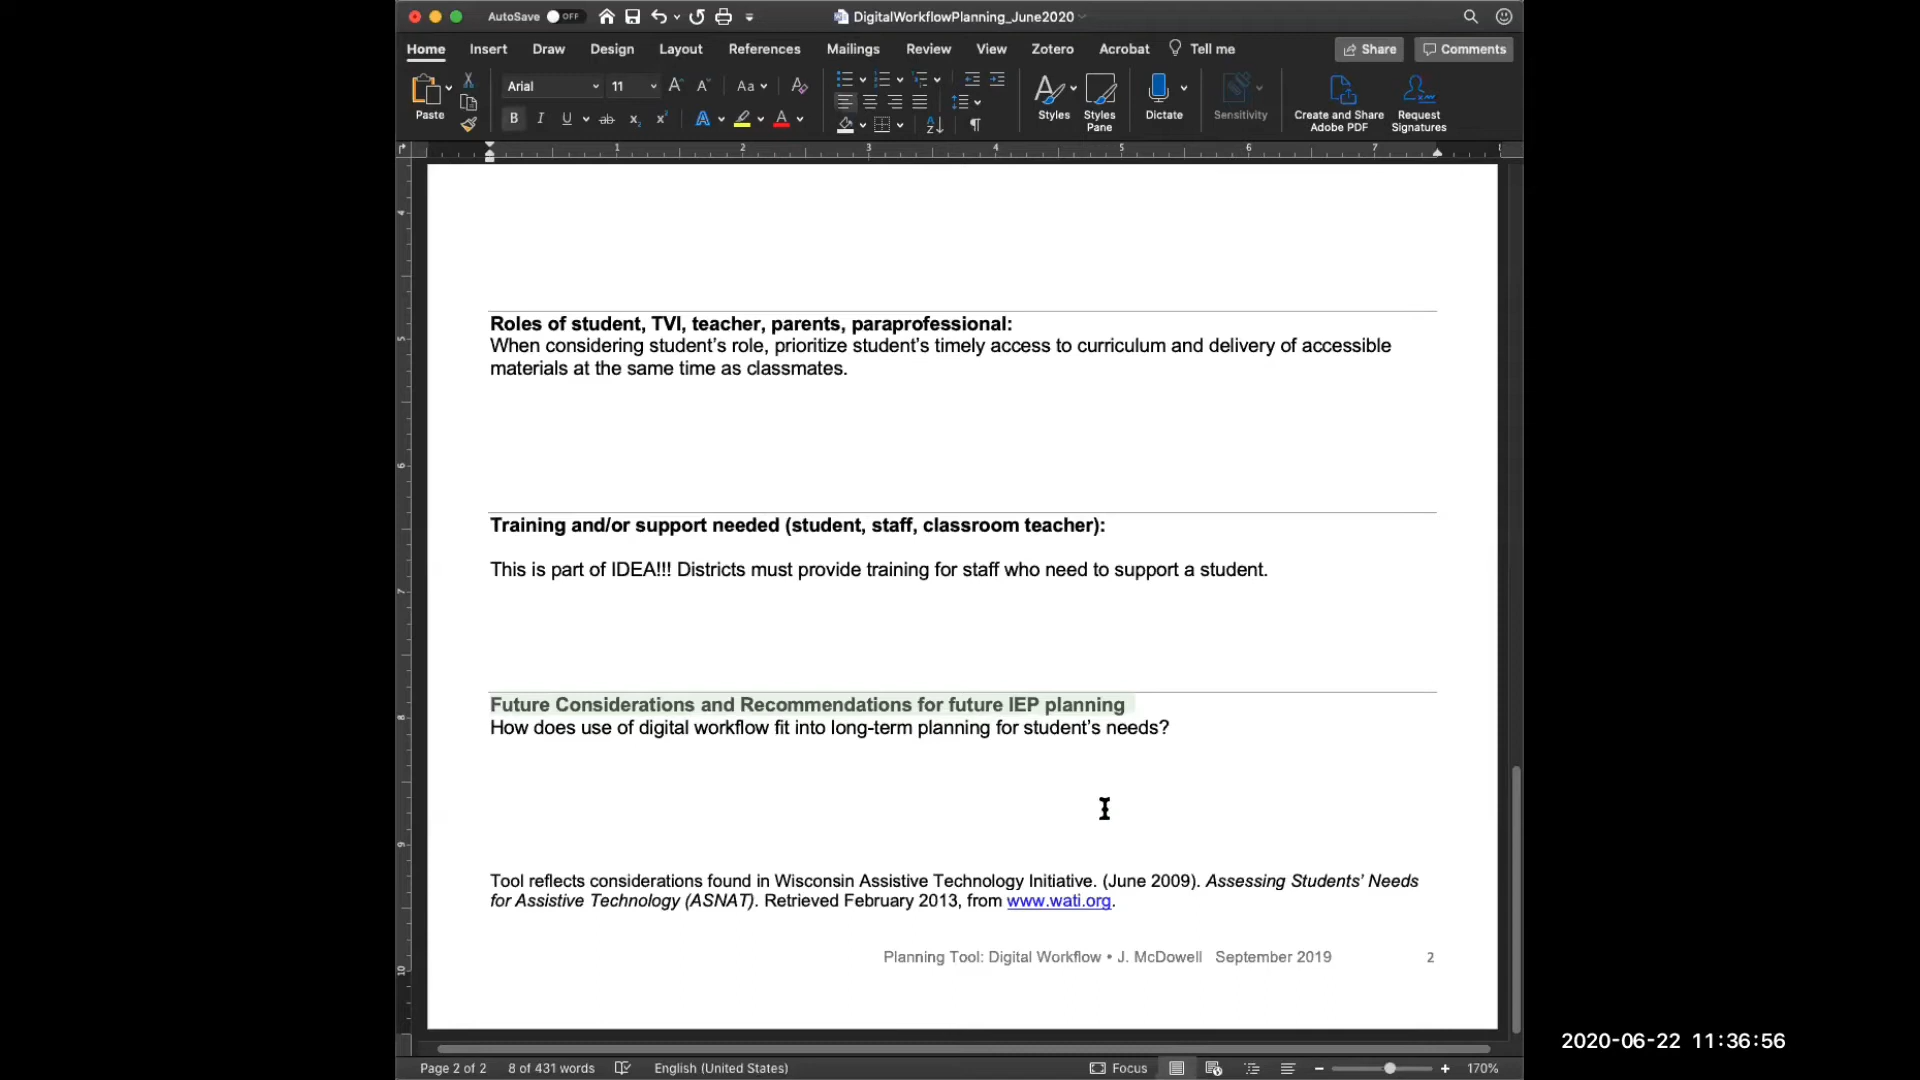 AutoSave OFF DigitalWorkflowPlanning_June2020
Home Insert Draw Design Layout References Mailings Review View Zotero Acrobat Tell me Share Comments
Arial 11 Aa
Paste Styles Styles Pane Dictate Sensitivity Create and Share Adobe PDF Request Signatures
1 2 3 4 5 6 7
Roles of student, TVI, teacher, parents, paraprofessional:
When considering student’s role, prioritize student’s timely access to curriculum and delivery of accessible
materials at the same time as classmates.
Training and/or support needed (student, staff, classroom teacher):
This is part of IDEA!!! Districts must provide training for staff who need to support a student.
Future Considerations and Recommendations for future IEP planning
How does use of digital workflow fit into long-term planning for student’s needs?
Tool reflects considerations found in Wisconsin Assistive Technology Initiative. (June 2009). Assessing Students’ Needs
for Assistive Technology (ASNAT). Retrieved February 2013, from www.wati.org.
Planning Tool: Digital Workflow • J. McDowell September 2019 2
Page 2 of 2 8 of 431 words English (United States) Focus 170%
2020-06-22 11:36:56